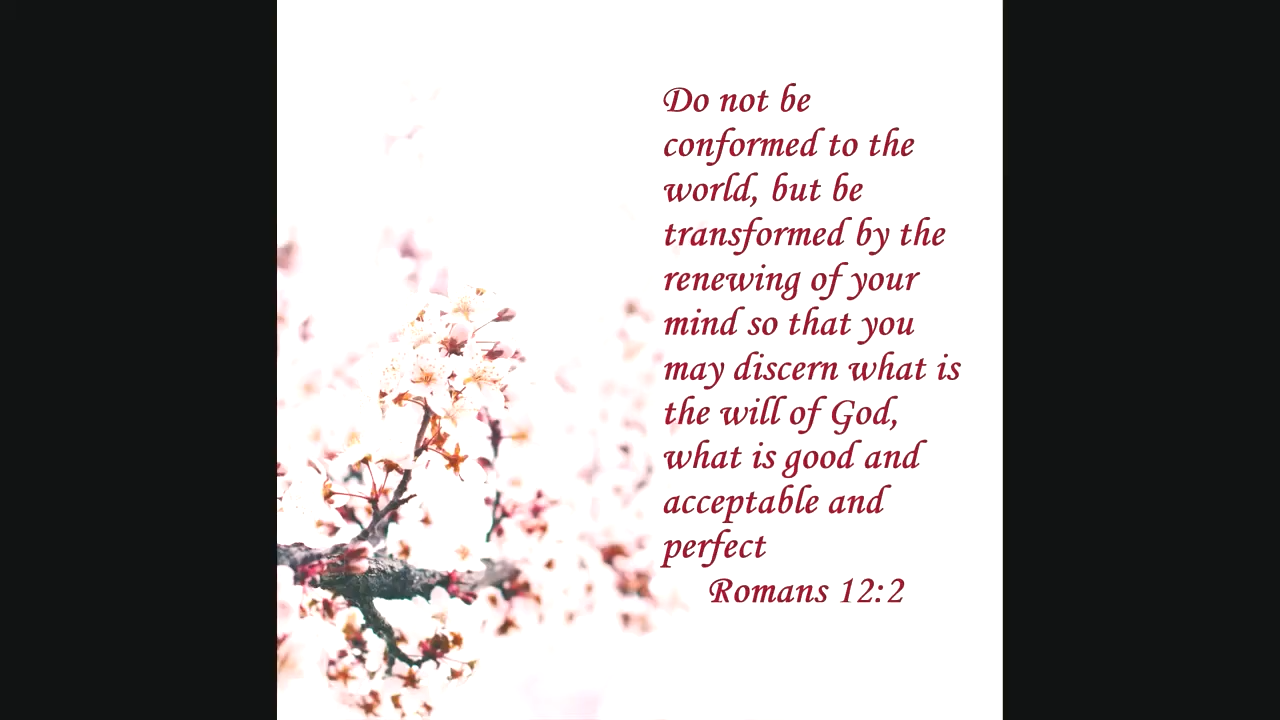 Do not be
conformed to the
world, but be
transformed by the
renewing of your
mind so that you
may discern what is
the will of God,
what is good and
acceptable and
perfect
Romans 12:2